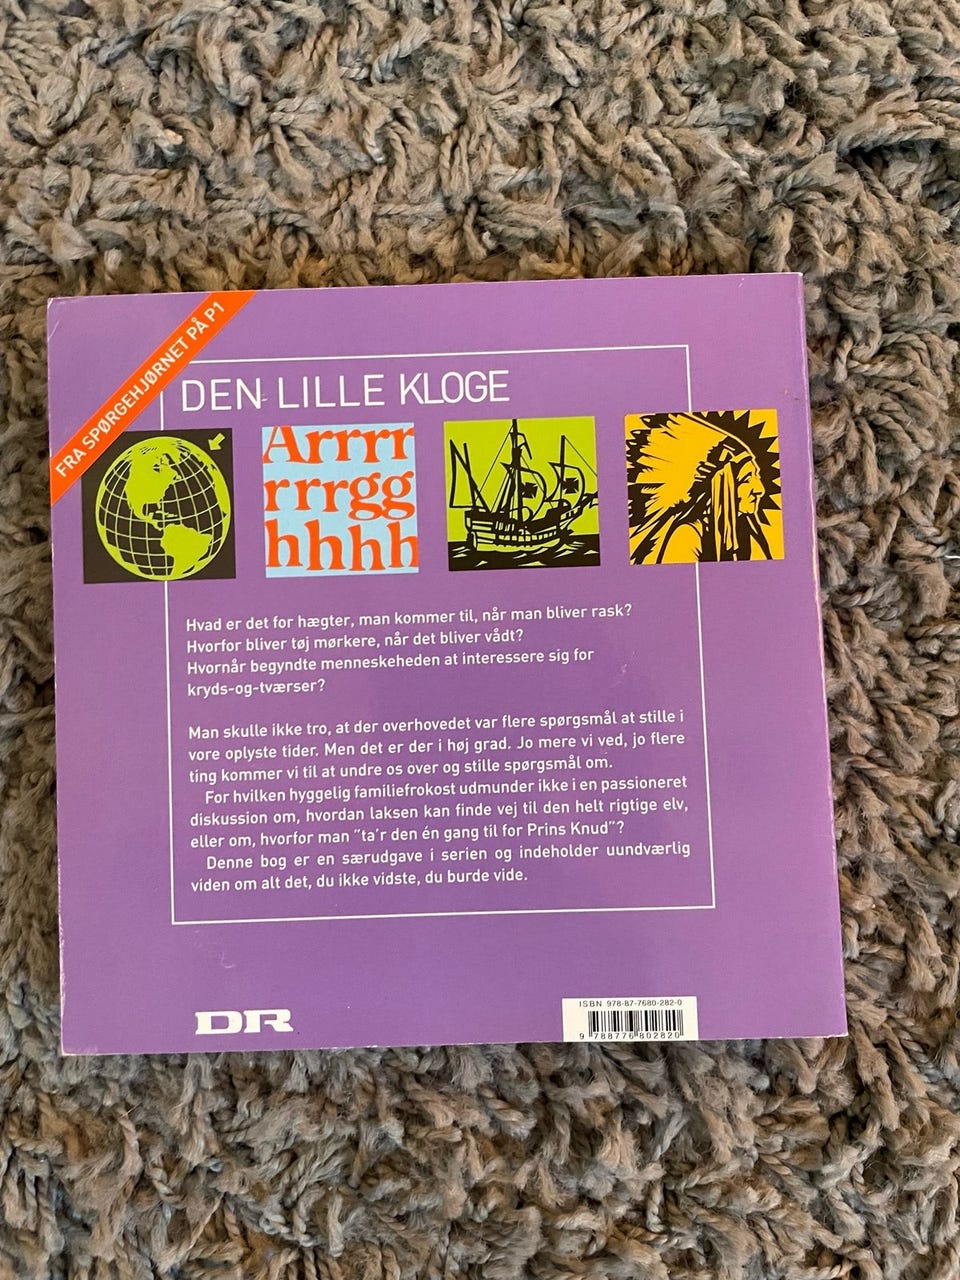 FRA SPØRGEHJØRNET PÅ P1
DEN LILLE KLOGE
Arrrr
rrrrgg
hhhh
Hvad er det for hægter, man kommer til, når man bliver rask?
Hvorfor bliver tøj mørkere, når det bliver vådt?
Hvornår begyndte menneskeheden at interessere sig for
kryds-og-tværser?
Man skulle ikke tro, at der overhovedet var flere spørgsmål at stille i
vore oplyste tider. Men det er der i høj grad. Jo mere vi ved, jo flere
ting kommer vi til at undre os over og stille spørgsmål om.
For hvilken hyggelig familiefrokost udmunder ikke i en passioneret
diskussion om, hvordan laksen kan finde vej til den helt rigtige elv,
eller om, hvorfor man "ta'r den én gang til for Prins Knud"?
Denne bog er en særudgave i serien og indeholder uundværlig
viden om alt det, du ikke vidste, du burde vide.
DR
ISBN 978-87-7680-282-0
9 788776 802820